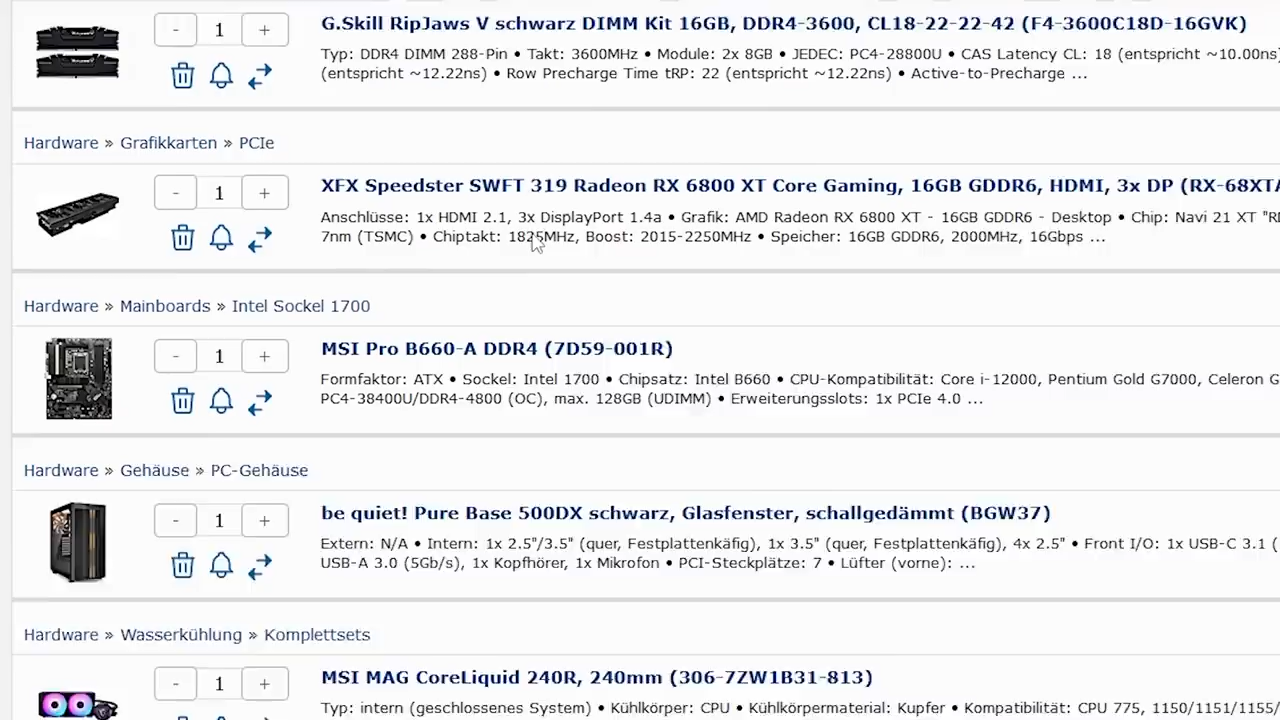 - 1 +
G.Skill RipJaws V schwarz DIMM Kit 16GB, DDR4-3600, CL18-22-22-42 (F4-3600C18D-16GVK)
Typ: DDR4 DIMM 288-Pin • Takt: 3600MHz • Module: 2x 8GB • JEDEC: PC4-28800U • CAS Latency CL: 18 (entspricht ~10.00ns)
(entspricht ~12.22ns) • Row Precharge Time tRP: 22 (entspricht ~12.22ns) • Active-to-Precharge ...
Hardware » Grafikkarten » PCIe
- 1 +
XFX Speedster SWFT 319 Radeon RX 6800 XT Core Gaming, 16GB GDDR6, HDMI, 3x DP (RX-68XTA
Anschlüsse: 1x HDMI 2.1, 3x DisplayPort 1.4a • Grafik: AMD Radeon RX 6800 XT - 16GB GDDR6 - Desktop • Chip: Navi 21 XT "RD
7nm (TSMC) • Chiptakt: 1825MHz, Boost: 2015-2250MHz • Speicher: 16GB GDDR6, 2000MHz, 16Gbps ...
Hardware » Mainboards » Intel Sockel 1700
- 1 +
MSI Pro B660-A DDR4 (7D59-001R)
Formfaktor: ATX • Sockel: Intel 1700 • Chipsatz: Intel B660 • CPU-Kompatibilität: Core i-12000, Pentium Gold G7000, Celeron G
PC4-38400U/DDR4-4800 (OC), max. 128GB (UDIMM) • Erweiterungsslots: 1x PCIe 4.0 ...
Hardware » Gehäuse » PC-Gehäuse
- 1 +
be quiet! Pure Base 500DX schwarz, Glasfenster, schallgedämmt (BGW37)
Extern: N/A • Intern: 1x 2.5"/3.5" (quer, Festplattenkäfig), 1x 3.5" (quer, Festplattenkäfig), 4x 2.5" • Front I/O: 1x USB-C 3.1 (
USB-A 3.0 (5Gb/s), 1x Kopfhörer, 1x Mikrofon • PCI-Steckplätze: 7 • Lüfter (vorne): ...
Hardware » Wasserkühlung » Komplettsets
- 1 +
MSI MAG CoreLiquid 240R, 240mm (306-7ZW1B31-813)
Typ: intern (geschlossenes System) • Kühlkörper: CPU • Kühlkörpermaterial: Kupfer • Kompatibilität: CPU 775, 1150/1151/1155/